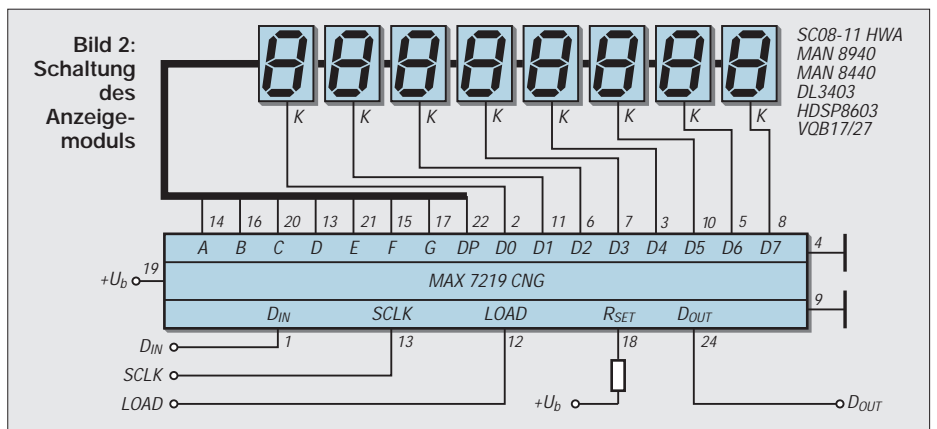 Bild 2:
Schaltung
des
Anzeige-
moduls
SC08-11 HWA
MAN 8940
MAN 8440
DL3403
HDSP8603
VQB17/27
K K K K K K K K
14 16 20 13 21 15 17 22 2 11 6 7 3 10 5 8
A B C D E F G DP D0 D1 D2 D3 D4 D5 D6 D7 4
+Ub 19
MAX 7219 CNG
9
DIN SCLK LOAD RSET DOUT
1 13 12 18 24
DIN
SCLK
LOAD +Ub DOUT